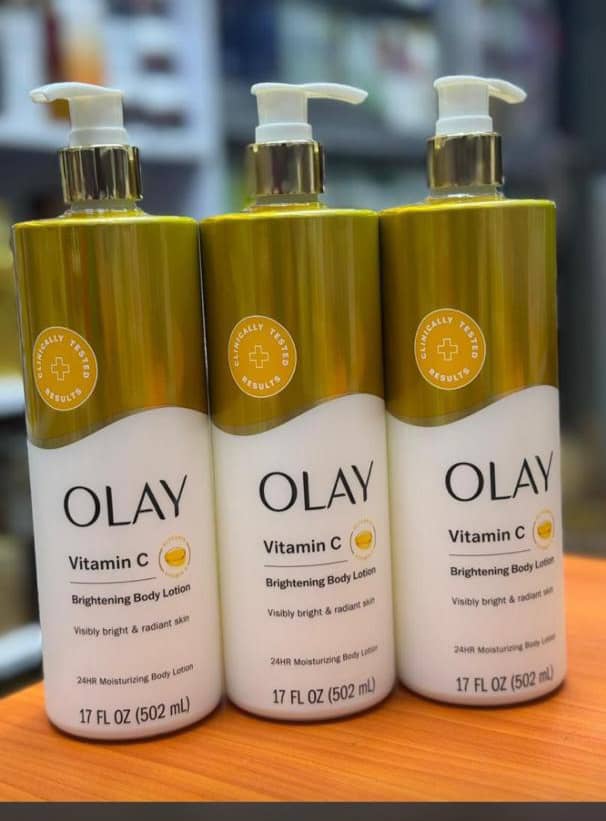 CLINICALLY TESTED
RESULTS
OLAY
Vitamin C
Brightening Body Lotion
Visibly bright & radiant skin
24HR Moisturizing Body Lotion
17 FL OZ (502 mL)
CLINICALLY TESTED
RESULTS
OLAY
Vitamin C
Brightening Body Lotion
Visibly bright & radiant skin
24HR Moisturizing Body Lotion
17 FL OZ (502 mL)
CLINICALLY TESTED
RESULTS
OLAY
Vitamin C
Brightening Body Lotion
Visibly bright & radiant skin
24HR Moisturizing Body Lotion
17 FL OZ (502 mL)